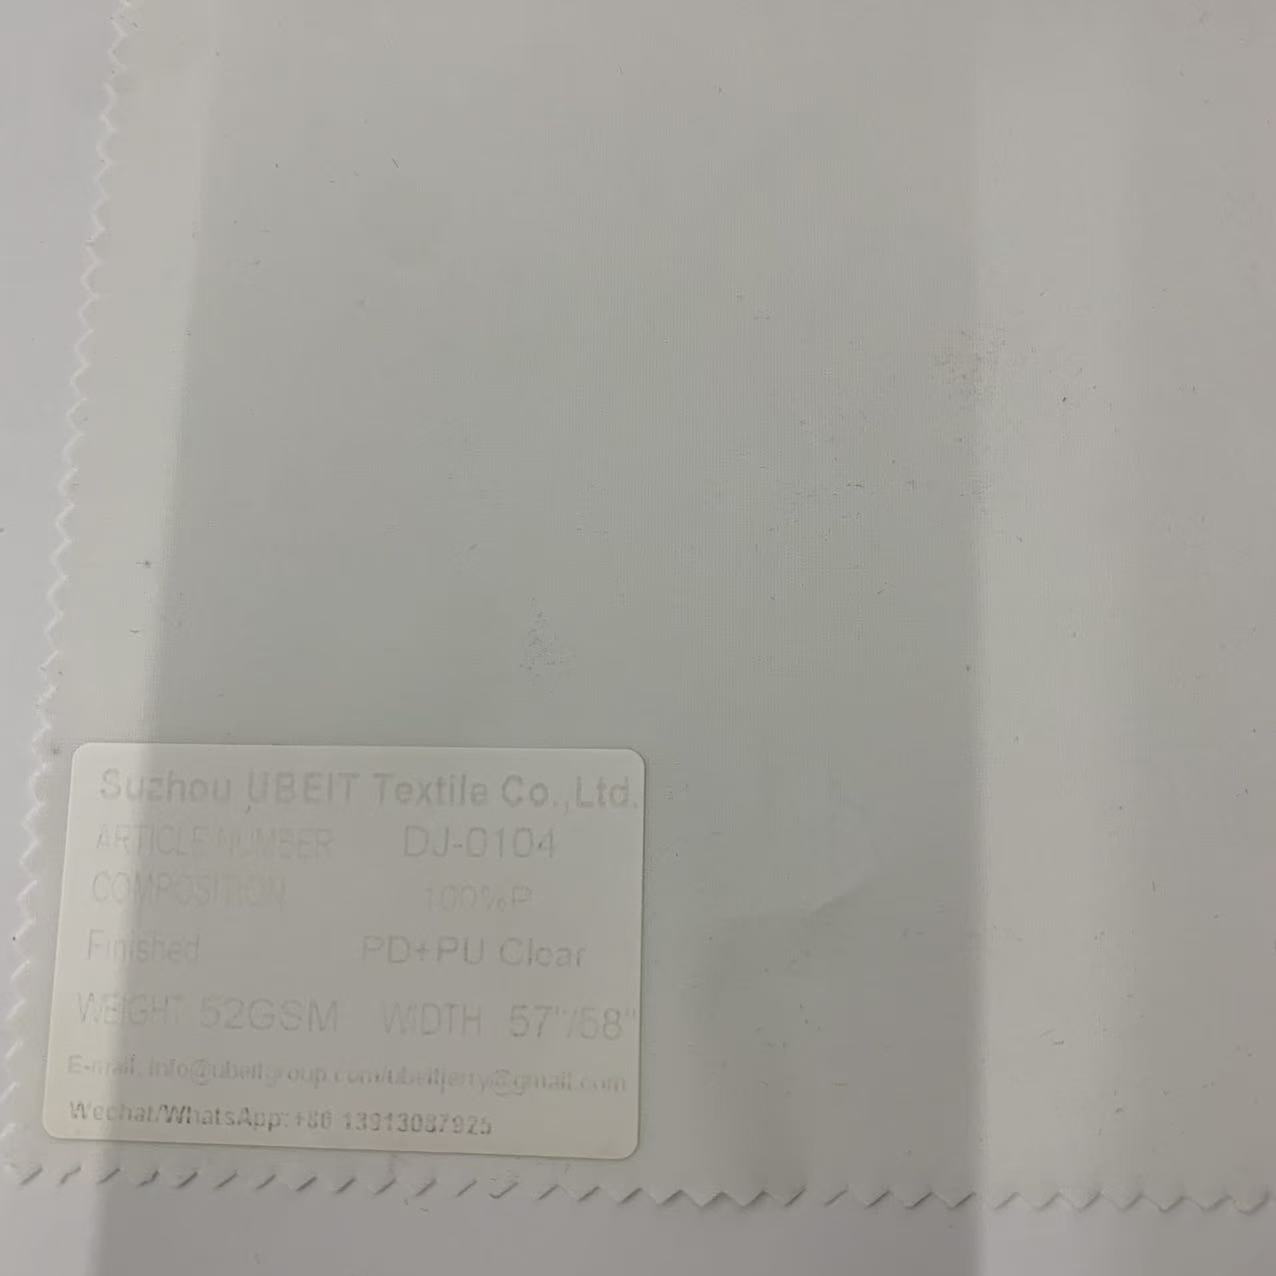 Suzhou UBEIT Textile Co.,Ltd.
ARTICLE NUMBER DJ-0104
COMPOSITION 100%P
Finished PD+PU Clear
WEIGHT 52GSM WIDTH 57"/58"
E-mail: info@ubeitgroup.com/ubeitjerry@gmail.com
Wechat/WhatsApp:+86 13913087925